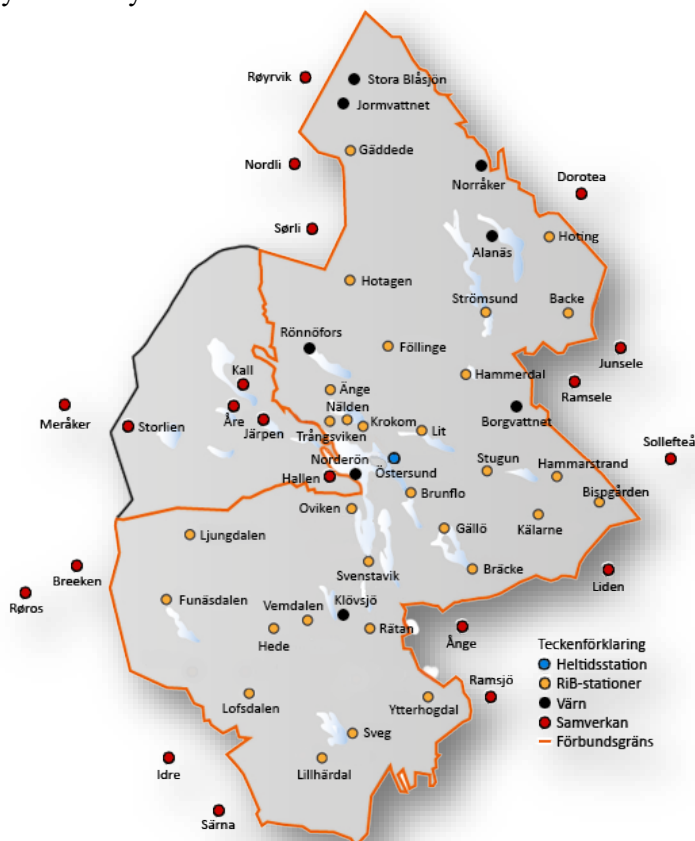 Røyrvik
Stora Blåsjön
Jormvattnet
Gäddede
Nordli
Norråker
Dorotea
Sørli
Alanäs
Hoting
Hotagen
Strömsund
Backe
Rönnöfors
Föllinge
Junsele
Kall
Hammerdal
Ramsele
Änge
Meråker
Storlien
Åre
Järpen
Nälden
Krokom
Trångsviken
Lit
Borgvattnet
Sollefteå
Norderön
Östersund
Stugun
Hammarstrand
Hallen
Brunflo
Bispgården
Oviken
Gällö
Kälarne
Ljungdalen
Svenstavik
Bräcke
Breeken
Liden
Røros
Funäsdalen
Vemdalen
Klövsjö
Hede
Rätan
Ånge
Teckenförklaring
Heltidsstation
RiB-stationer
Värn
Samverkan
Förbundsgräns
Ramsjö
Lofsdalen
Ytterhogdal
Sveg
Idre
Lillhärdal
Särna